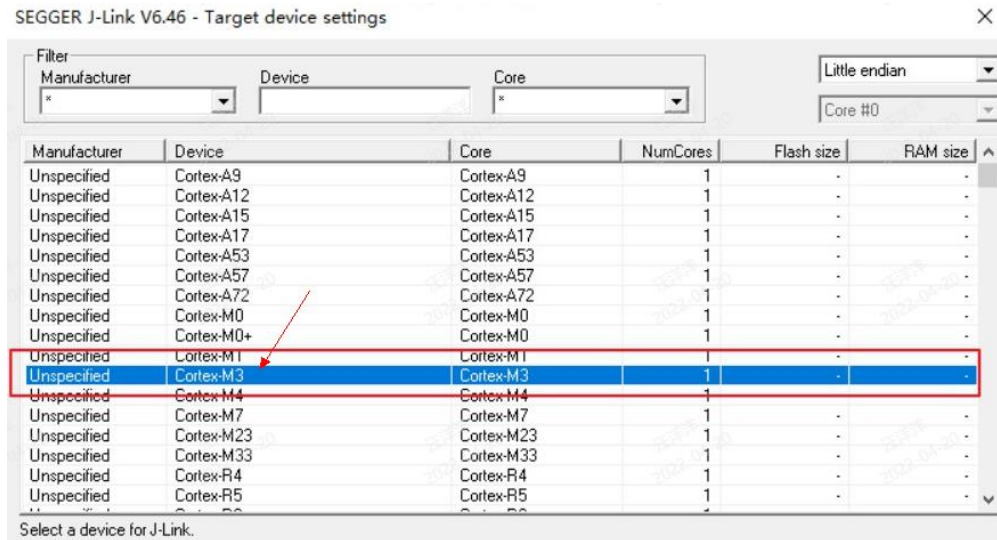 SEGGER J-Link V6.46 - Target device settings
Filter
Manufacturer Device Core
* *
Little endian
Core #0
Manufacturer Device Core NumCores Flash size RAM size
Unspecified Cortex-A9 Cortex-A9 1 - -
Unspecified Cortex-A12 Cortex-A12 1 - -
Unspecified Cortex-A15 Cortex-A15 1 - -
Unspecified Cortex-A17 Cortex-A17 1 - -
Unspecified Cortex-A53 Cortex-A53 1 - -
Unspecified Cortex-A57 Cortex-A57 1 - -
Unspecified Cortex-A72 Cortex-A72 1 - -
Unspecified Cortex-M0 Cortex-M0 1 - -
Unspecified Cortex-M0+ Cortex-M0 1 - -
Unspecified Cortex-M1 Cortex-M1 1 - -
Unspecified Cortex-M3 Cortex-M3 1 - -
Unspecified Cortex-M4 Cortex-M4 1
Unspecified Cortex-M7 Cortex-M7 1 - -
Unspecified Cortex-M23 Cortex-M23 1 - -
Unspecified Cortex-M33 Cortex-M33 1 - -
Unspecified Cortex-R4 Cortex-R4 1 - -
Unspecified Cortex-R5 Cortex-R5 1 - -
Select a device for J-Link.